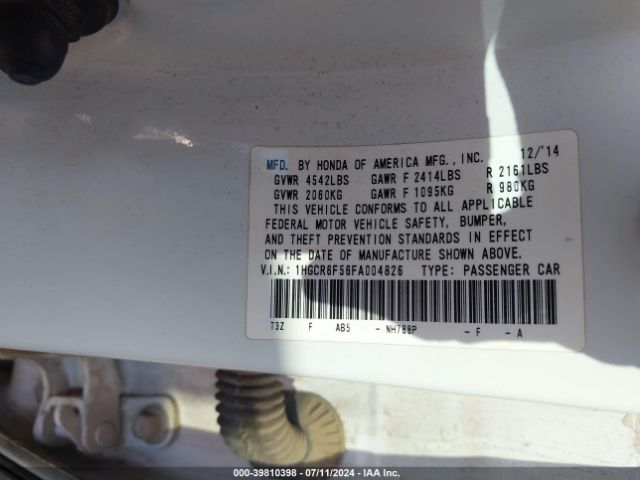 MFD. BY HONDA OF AMERICA MFG., INC. 12/'14
GVWR 4542LBS GAWR F 2414LBS R 2161LBS
GVWR 2060KG GAWR F 1095KG R 980KG
THIS VEHICLE CONFORMS TO ALL APPLICABLE
FEDERAL MOTOR VEHICLE SAFETY, BUMPER,
AND THEFT PREVENTION STANDARDS IN EFFECT
ON THE DATE OF MANUFACTURE SHOWN ABOVE.
V.I.N.: 1HGCR6F56FA004826 TYPE: PASSENGER CAR
T3Z F AB5 - NH788P - F - A
000-39810398 - 07/11/2024 - IAA Inc.